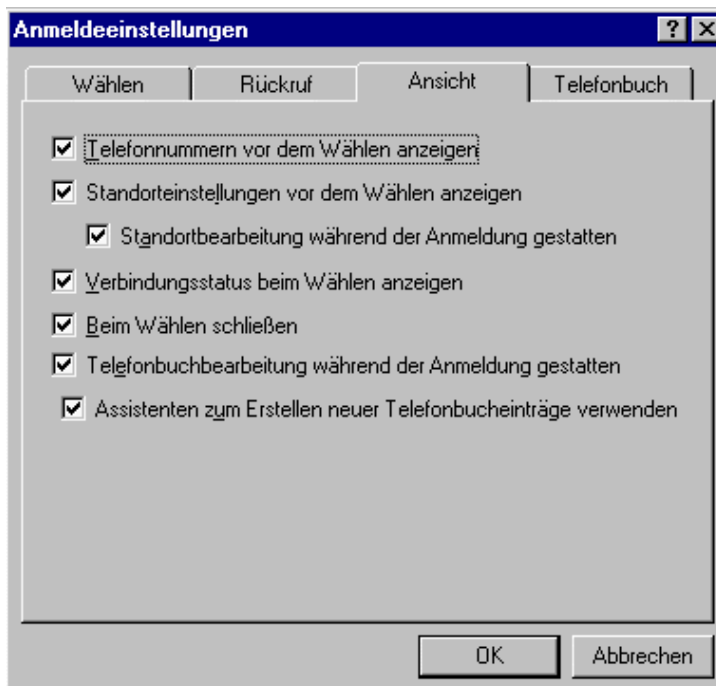 Anmeldeeinstellungen
Wählen Rückruf Ansicht Telefonbuch
Telefonnummern vor dem Wählen anzeigen
Standorteinstellungen vor dem Wählen anzeigen
Standortbearbeitung während der Anmeldung gestatten
Verbindungsstatus beim Wählen anzeigen
Beim Wählen schließen
Telefonbuchbearbeitung während der Anmeldung gestatten
Assistenten zum Erstellen neuer Telefonbucheinträge verwenden
OK Abbrechen